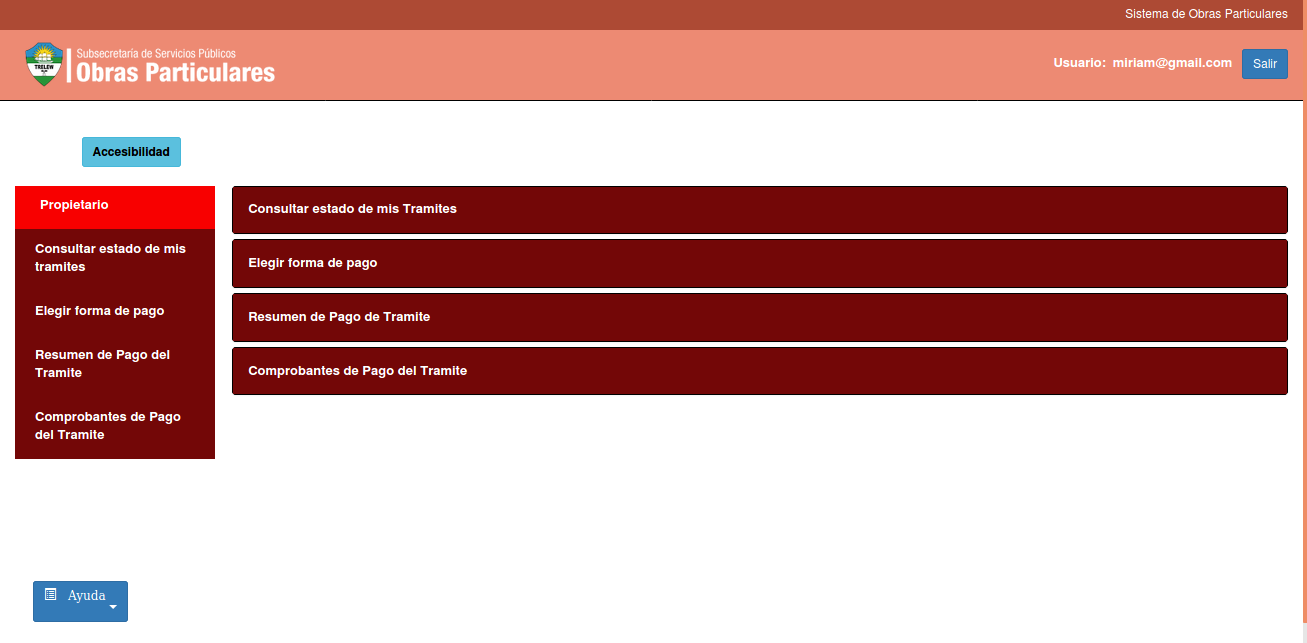 Sistema de Obras Particulares
TRELEW
Subsecretaría de Servicios Públicos
Obras Particulares
Usuario: miriam@gmail.com
Salir
Accesibilidad
Propietario
Consultar estado de mis
tramites
Elegir forma de pago
Resumen de Pago del
Tramite
Comprobantes de Pago
del Tramite
Consultar estado de mis Tramites
Elegir forma de pago
Resumen de Pago de Tramite
Comprobantes de Pago del Tramite
Ayuda